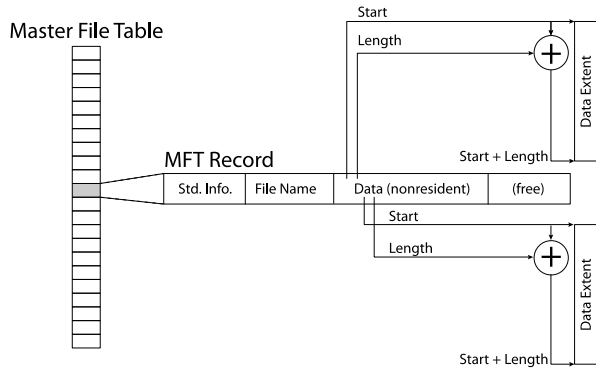 Master File Table
Start
Length
+
Data Extent
Start + Length
MFT Record
Std. Info.
File Name
Data (nonresident)
(free)
Start
Length
+
Data Extent
Start + Length